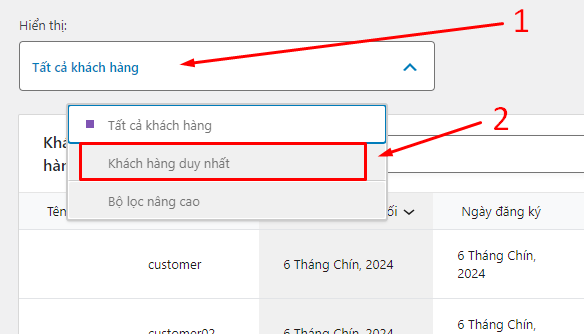 Hiển thị:
1
Tất cả khách hàng
Tất cả khách hàng
2
Khá
Khách hàng duy nhất
hàn
Bộ lọc nâng cao
Tên
ối
Ngày đăng ký
customer
6 Tháng Chín, 2024
6 Tháng Chín,
2024
customer02
6 Tháng Chín, 2024
6 Tháng Chín,